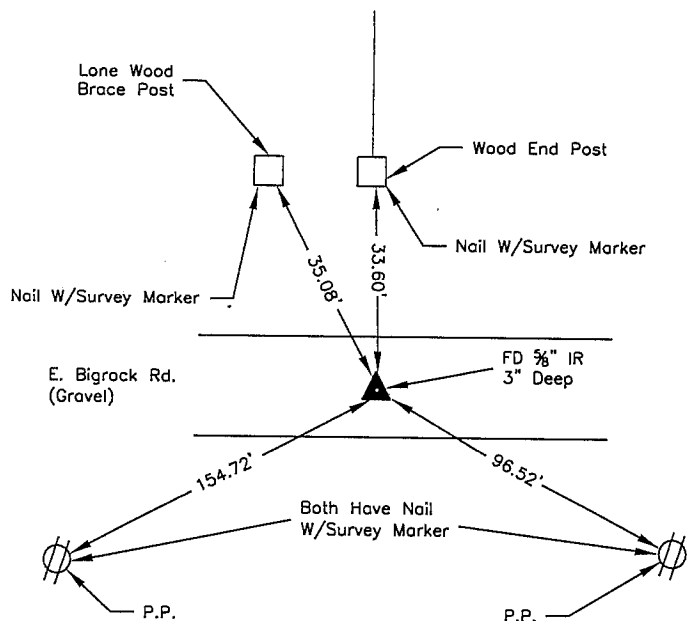 Lone Wood
Brace Post
Wood End Post
Nail W/Survey Marker
Nail W/Survey Marker
35.08'
33.60'
E. Bigrock Rd.
(Gravel)
FD 5/8" IR
3" Deep
154.72'
96.52'
Both Have Nail
W/Survey Marker
P.P.
P.P.